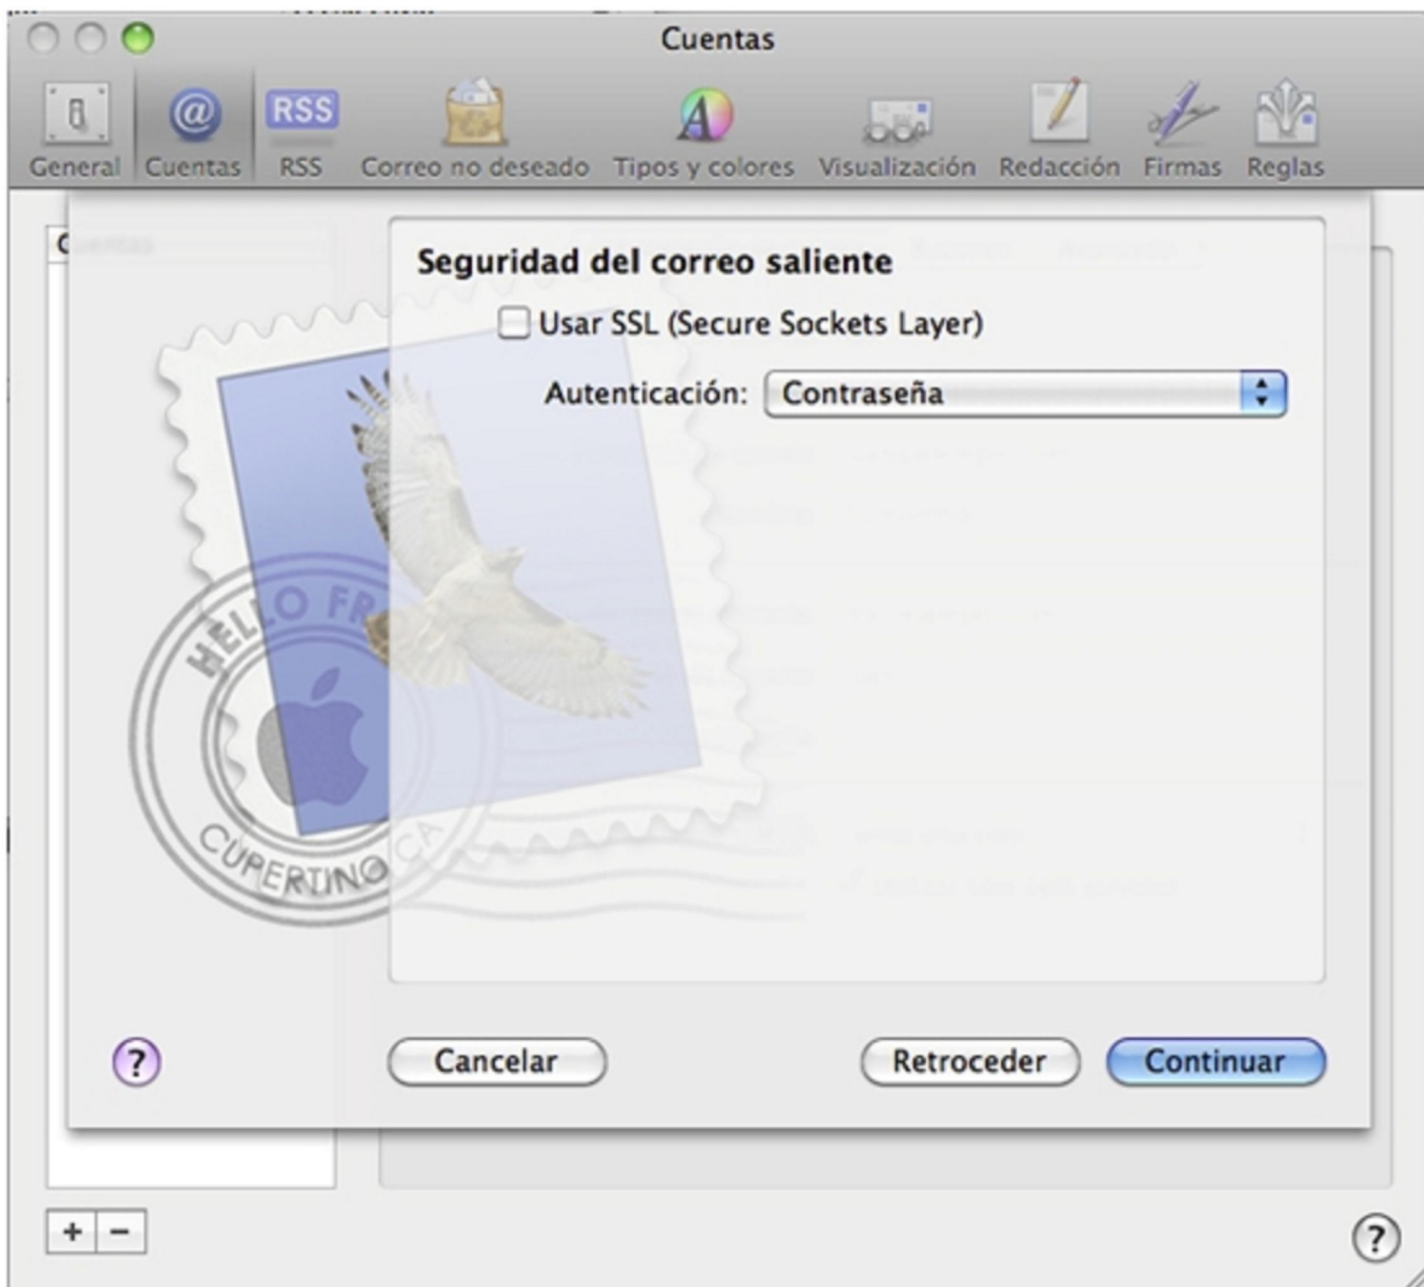 Cuentas
RSS
General Cuentas RSS Correo no deseado Tipos y colores Visualización Redacción Firmas Reglas
Cuentas
Seguridad del correo saliente
Usar SSL (Secure Sockets Layer)
Autenticación: Contraseña
HELLO FR
CUPERTINO CA
? Cancelar Retroceder Continuar
+ − ?